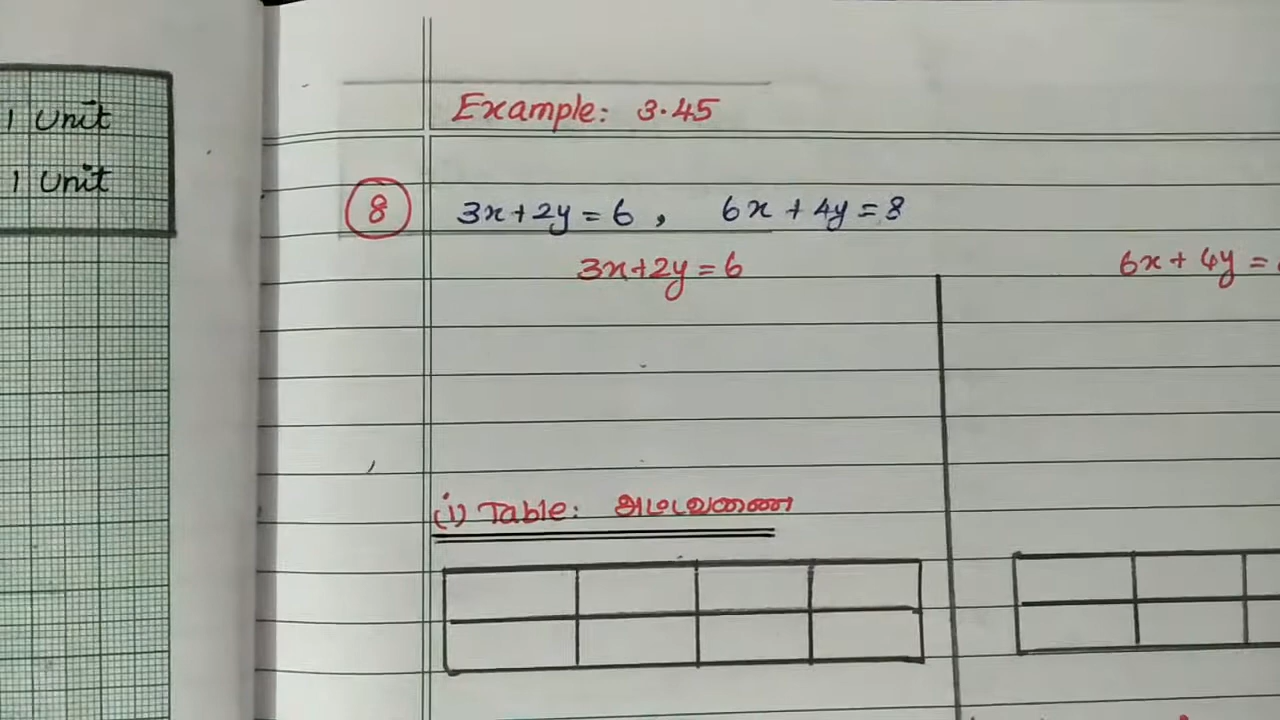 1 Unit
1 Unit
Example: 3.45
8 3x+2y=6, 6x+4y=8
3x+2y=6
6x+4y=
(i) Table: அட்டவணை